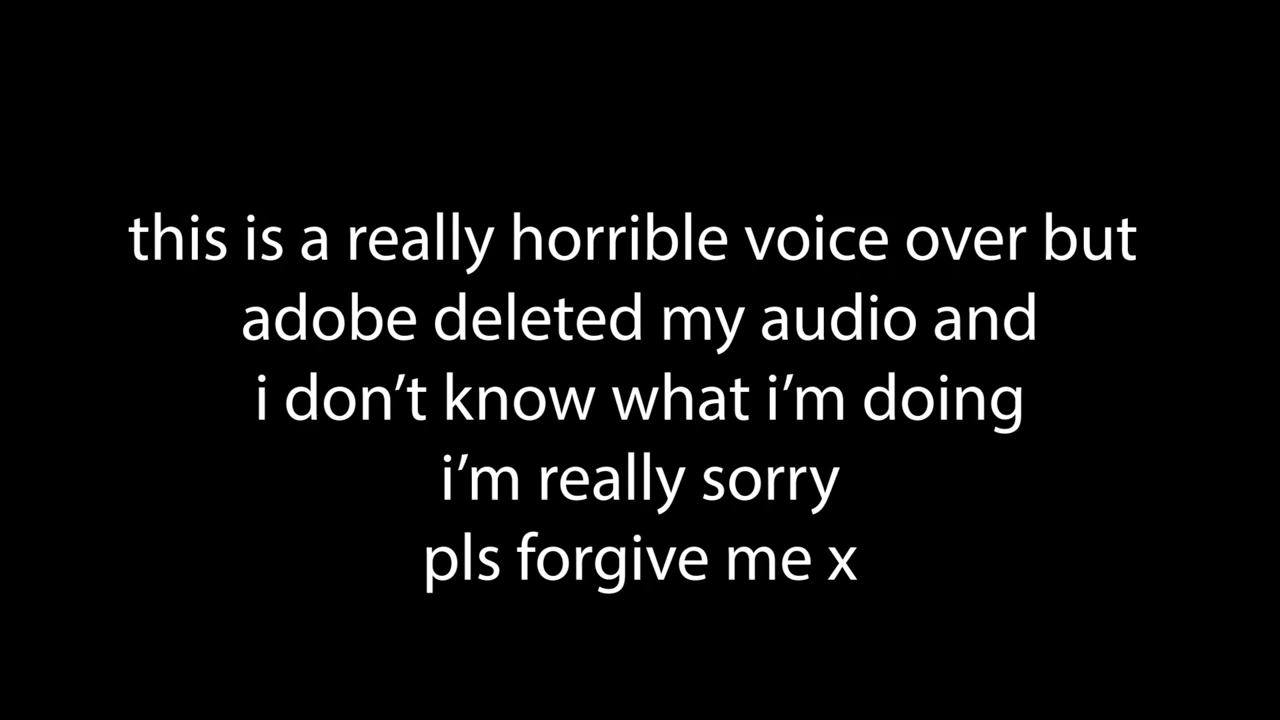 this is a really horrible voice over but
adobe deleted my audio and
i don’t know what i’m doing
i’m really sorry
pls forgive me x